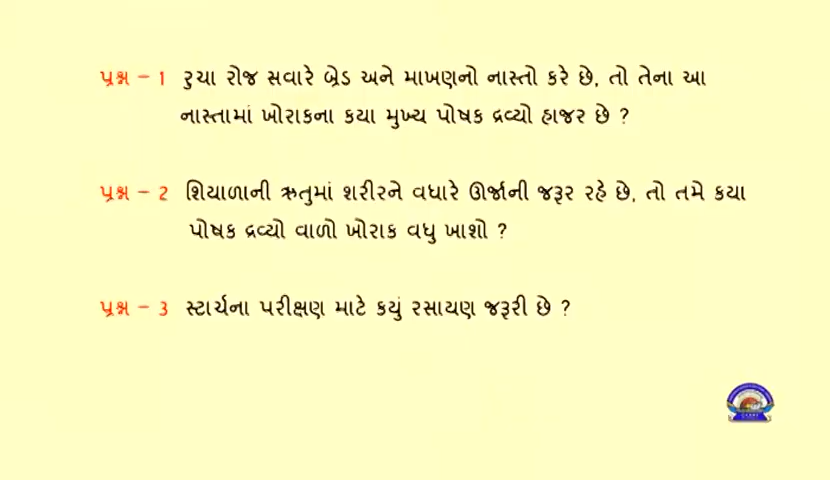 પ્રશ્ન - 1 રુચા રોજ સવારે બ્રેડ અને માખણનો નાસ્તો કરે છે, તો તેના આ
નાસ્તામાં ખોરાકના કયા મુખ્ય પોષક દ્રવ્યો હાજર છે ?
પ્રશ્ન - 2 શિયાળાની ઋતુમાં શરીરને વધારે ઊર્જાની જરૂર રહે છે, તો તમે કયા
પોષક દ્રવ્યો વાળો ખોરાક વધુ ખાશો ?
પ્રશ્ન - 3 સ્ટાર્ચના પરીક્ષણ માટે કયું રસાયણ જરૂરી છે ?